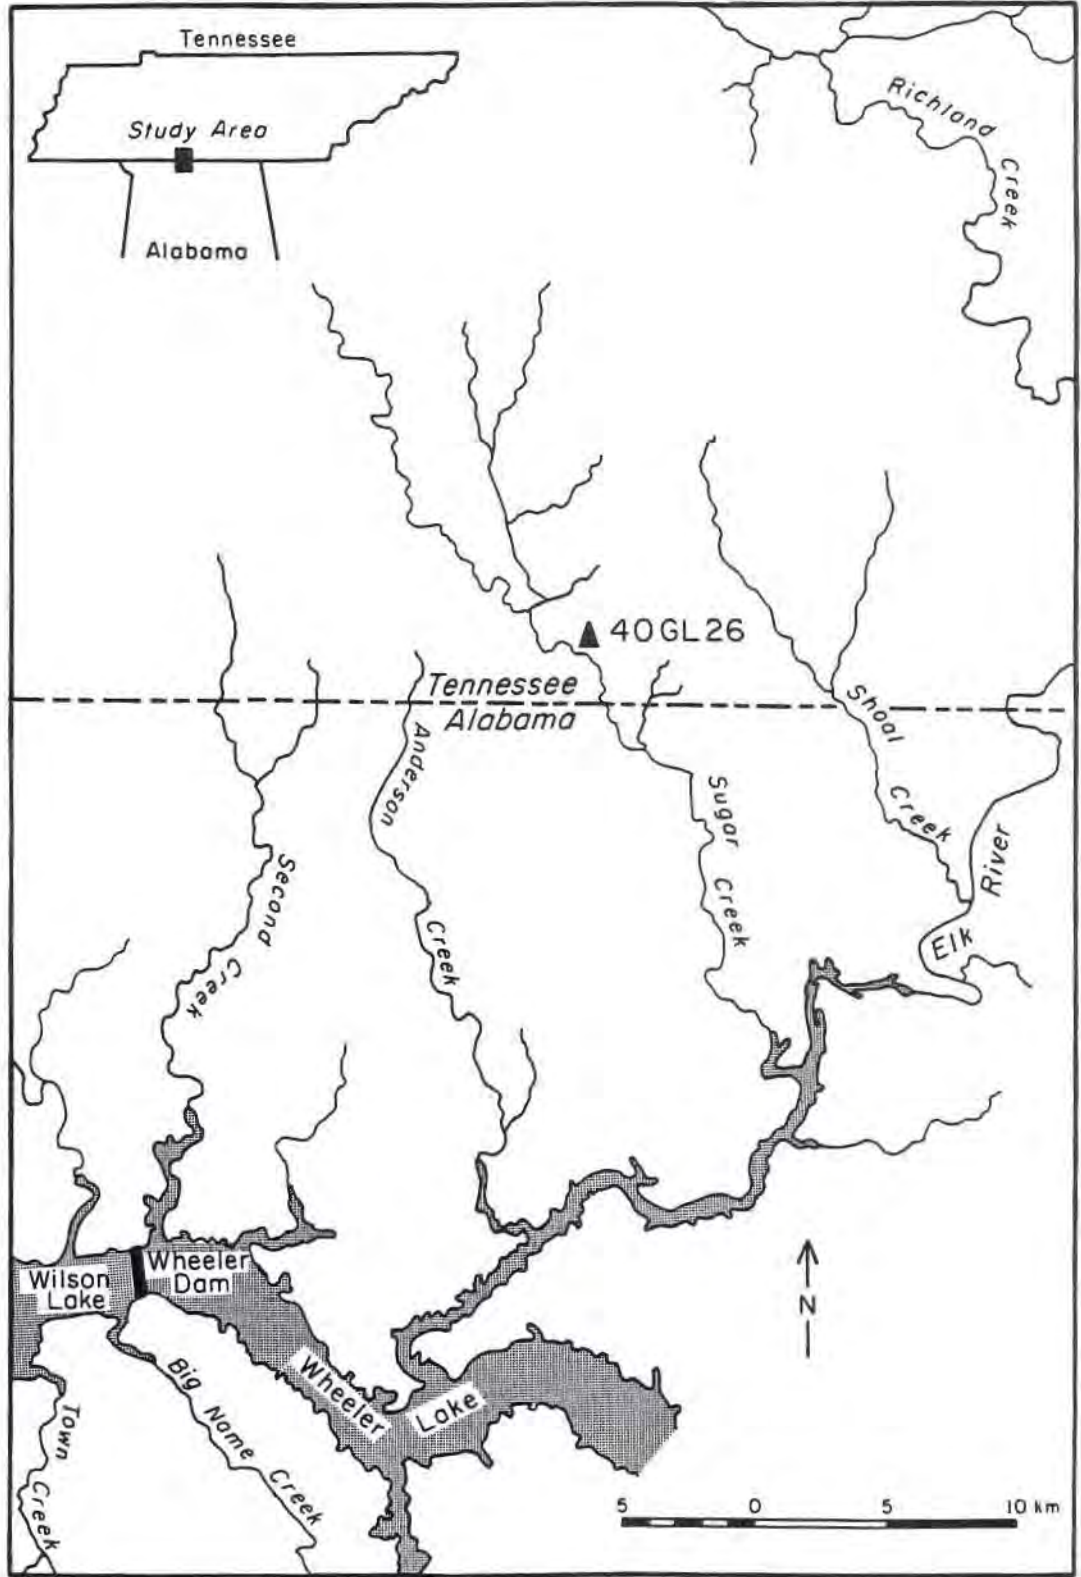 Tennessee
Study Area
Alabama
Richland
Creek
40GL26
Tennessee
Alabama
Shoal
Creek
Anderson
Creek
Sugar
Creek
Second
Creek
River
Elk
Wilson
Lake
Wheeler
Dam
N
Wheeler
Lake
Big Name Creek
Town
Creek
5 0 5 10 km